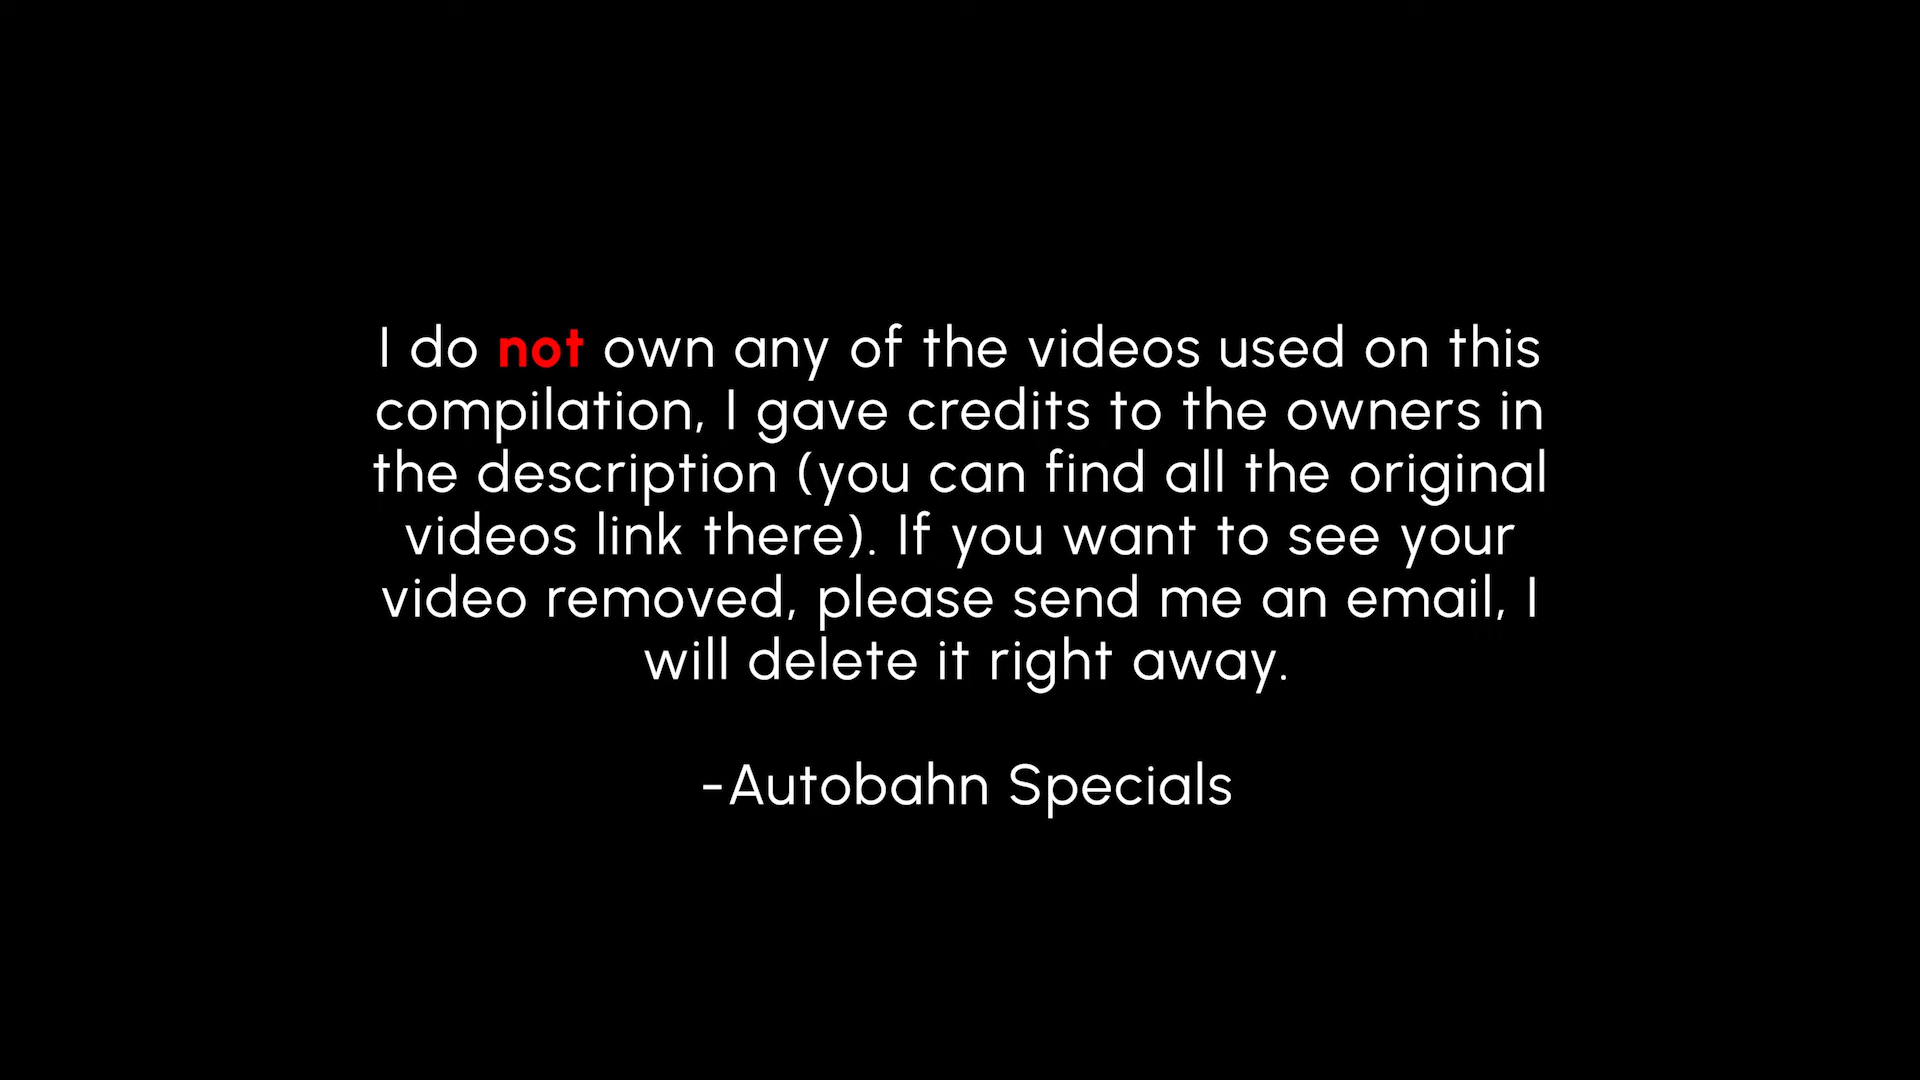 I do not own any of the videos used on this
compilation, I gave credits to the owners in
the description (you can find all the original
videos link there). If you want to see your
video removed, please send me an email, I
will delete it right away.
-Autobahn Specials